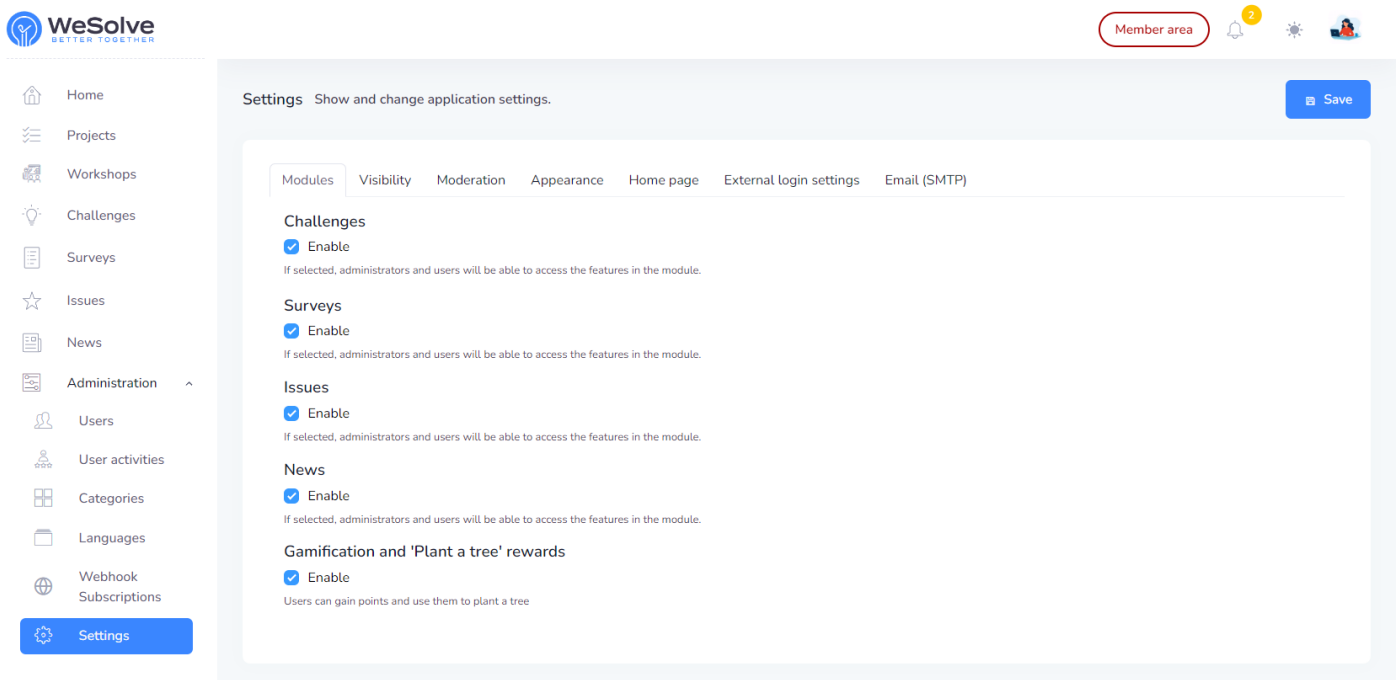 WeSolve
BETTER TOGETHER
Member area
2
Home
Projects
Workshops
Challenges
Surveys
Issues
News
Administration
Users
User activities
Categories
Languages
Webhook
Subscriptions
Settings
Settings Show and change application settings.
Save
Modules Visibility Moderation Appearance Home page External login settings Email (SMTP)
Challenges
Enable
If selected, administrators and users will be able to access the features in the module.
Surveys
Enable
If selected, administrators and users will be able to access the features in the module.
Issues
Enable
If selected, administrators and users will be able to access the features in the module.
News
Enable
If selected, administrators and users will be able to access the features in the module.
Gamification and 'Plant a tree' rewards
Enable
Users can gain points and use them to plant a tree